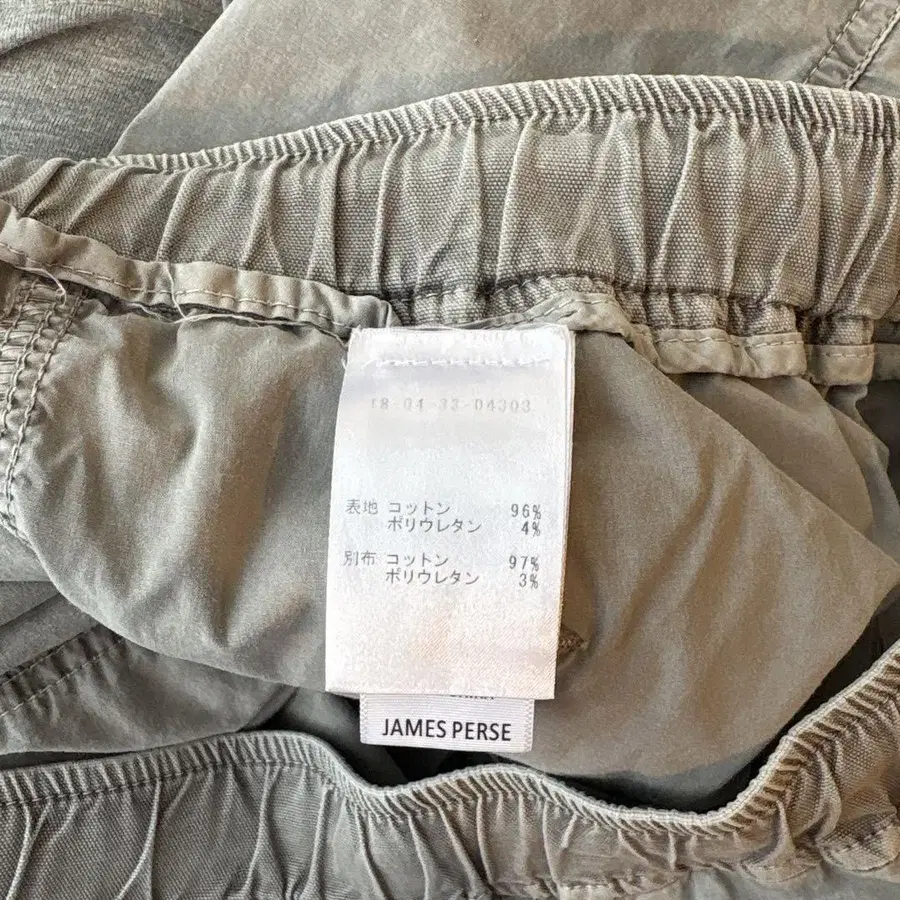 18-04-33-04303
表地 コットン 96%
ポリウレタン 4%
別布 コットン 97%
ポリウレタン 3%
JAMES PERSE